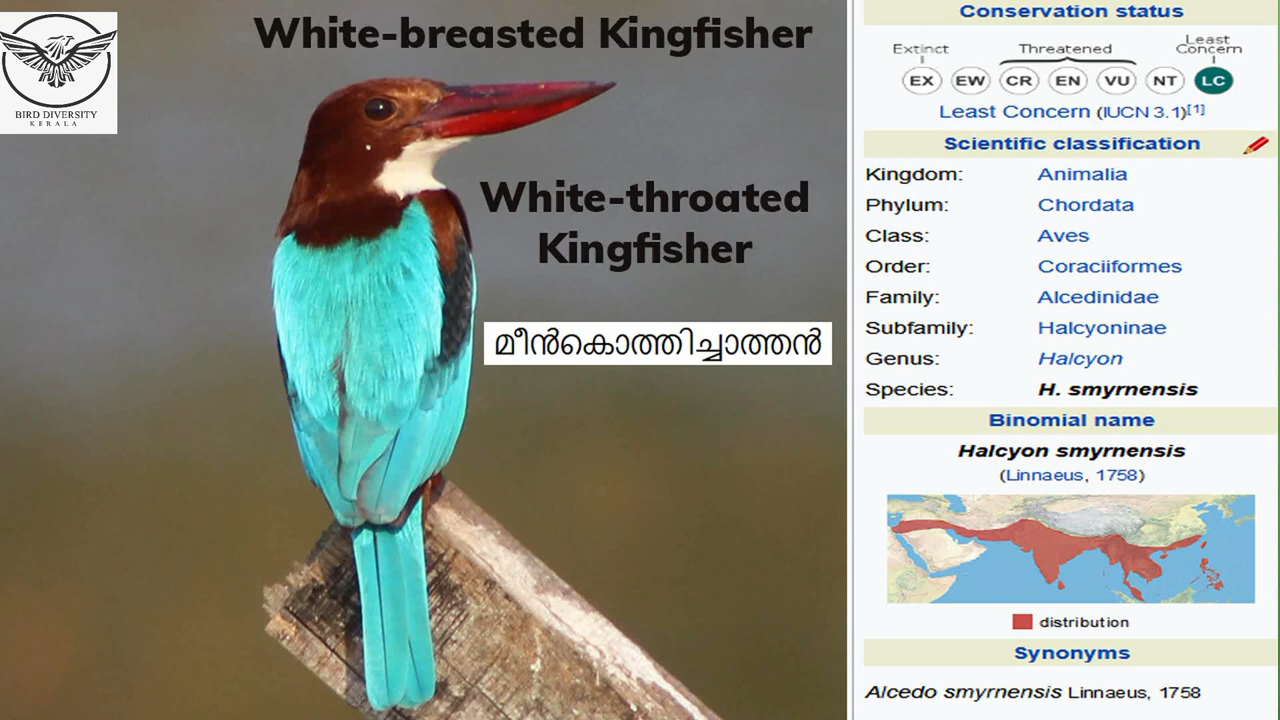 BIRD DIVERSITY
KERALA
White-breasted Kingfisher
White-throated
Kingfisher
മീൻകൊത്തിച്ചാത്തൻ
Conservation status
Extinct
Threatened
Least
Concern
EX EW CR EN VU NT LC
Least Concern (IUCN 3.1)[1]
Scientific classification
Kingdom: Animalia
Phylum: Chordata
Class: Aves
Order: Coraciiformes
Family: Alcedinidae
Subfamily: Halcyoninae
Genus: Halcyon
Species: H. smyrnensis
Binomial name
Halcyon smyrnensis
(Linnaeus, 1758)
distribution
Synonyms
Alcedo smyrnensis Linnaeus, 1758